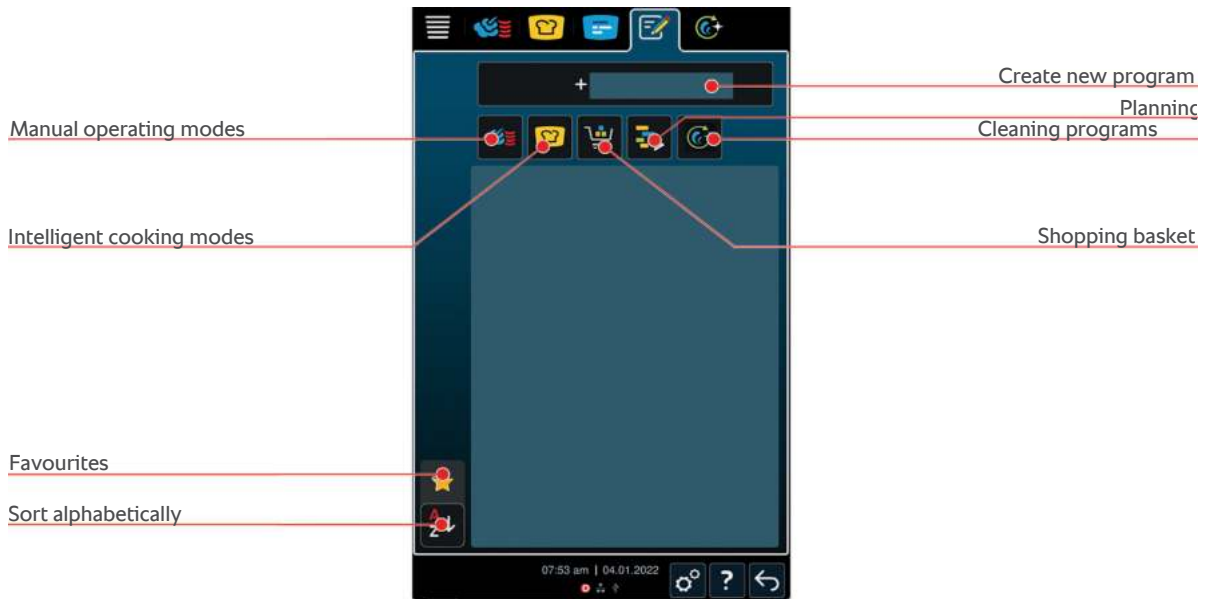 Create new program
Planning
Manual operating modes
Cleaning programs
Intelligent cooking modes
Shopping basket
Favourites
Sort alphabetically
A
Z
07:53 am | 04.01.2022
?